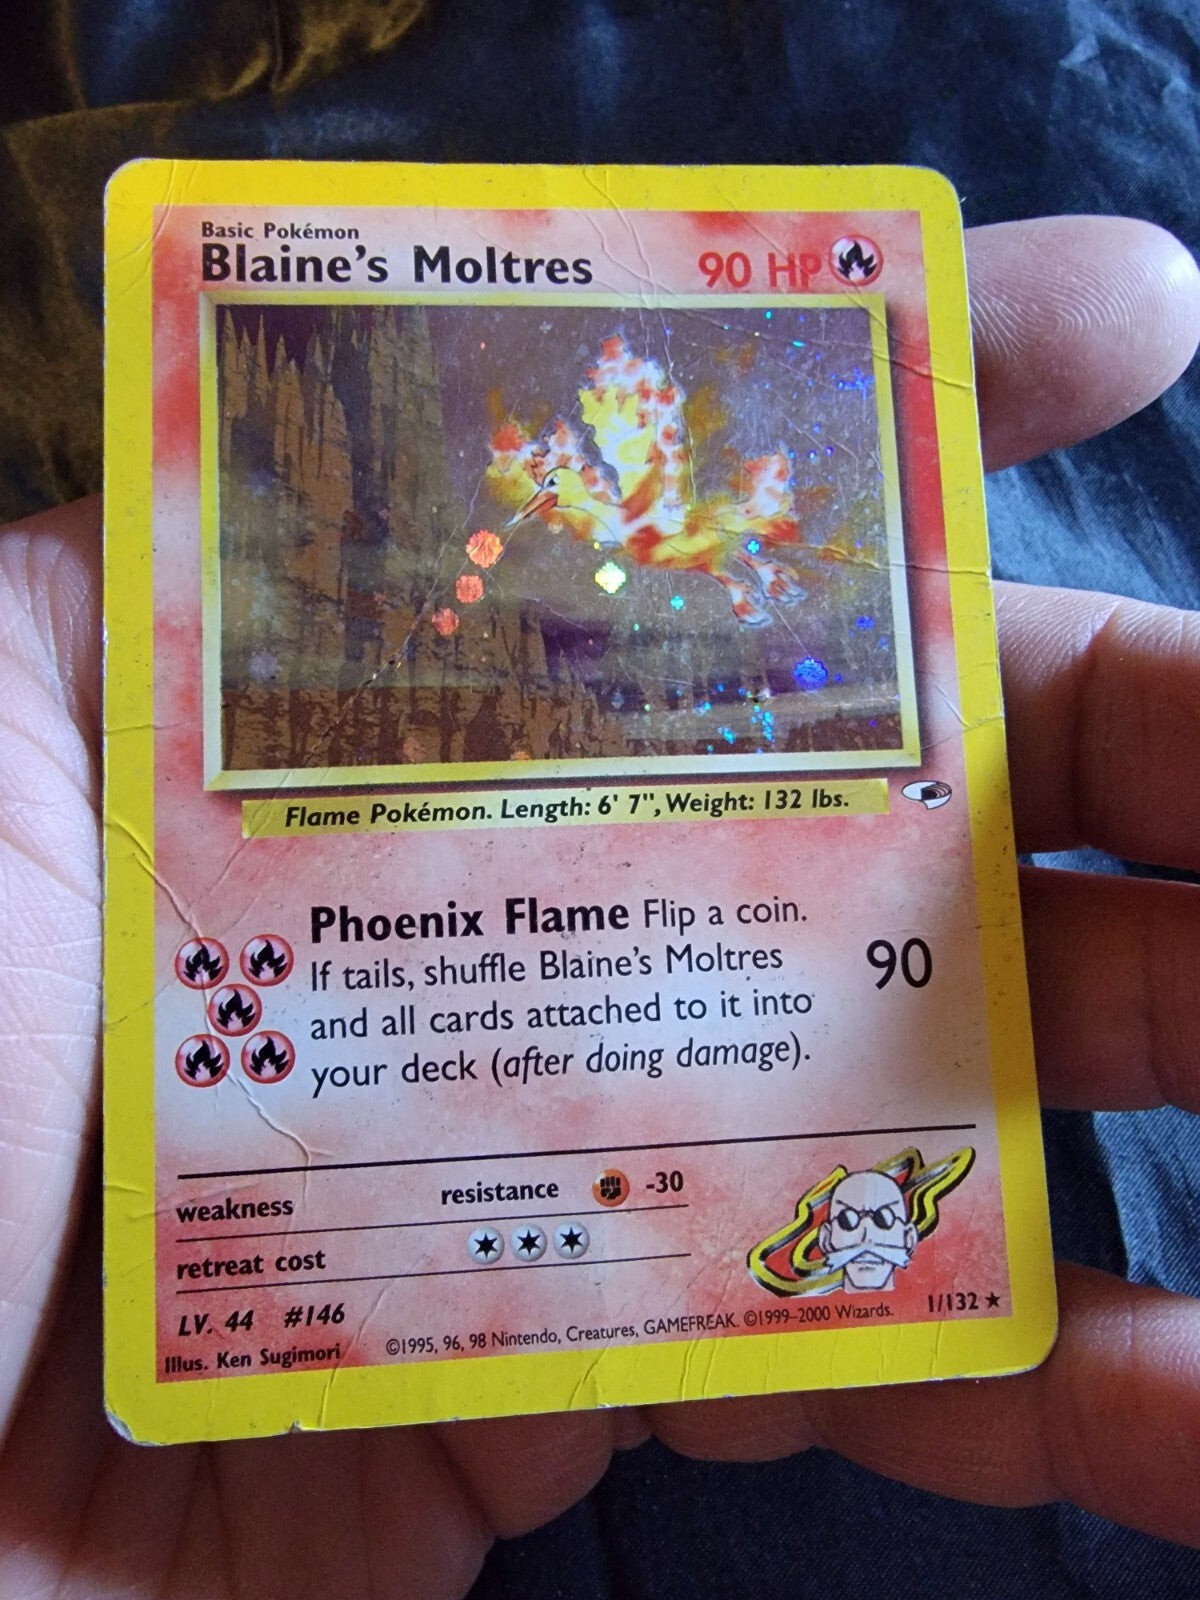 Basic Pokémon
Blaine's Moltres 90 HP
Flame Pokémon. Length: 6' 7", Weight: 132 lbs.
Phoenix Flame Flip a coin.
If tails, shuffle Blaine's Moltres
and all cards attached to it into
your deck (after doing damage).
90
weakness resistance -30
retreat cost
LV. 44 #146
Illus. Ken Sugimori ©1995, 96, 98 Nintendo, Creatures, GAMEFREAK. ©1999–2000 Wizards. 1/132 ★